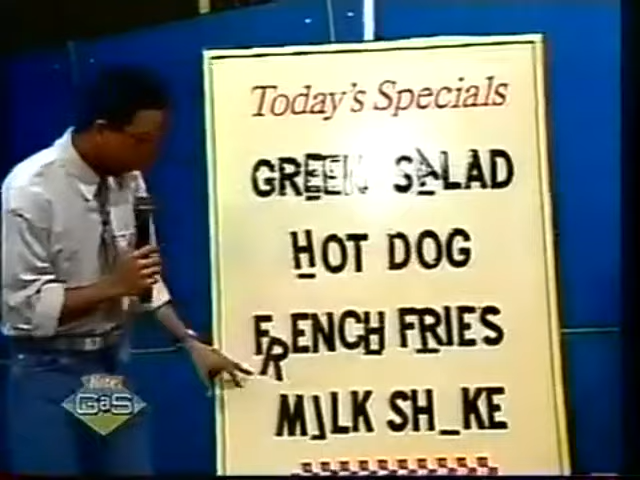 Today's Specials
GREEN SALAD
HOT DOG
FRENCH FRIES
MILK SH_KE
GaS